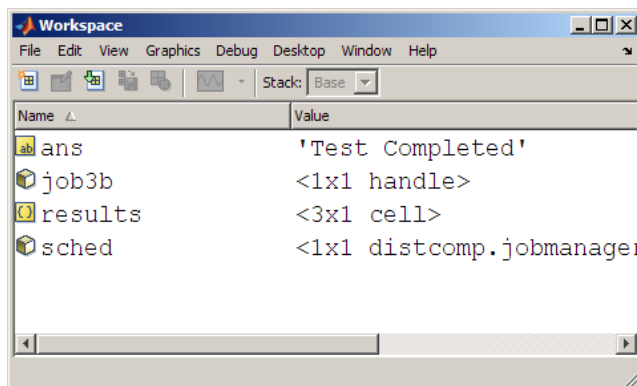 Workspace
File Edit View Graphics Debug Desktop Window Help
Stack: Base
Name Value
ab ans 'Test Completed'
job3b <1x1 handle>
{} results <3x1 cell>
sched <1x1 distcomp.jobmanager